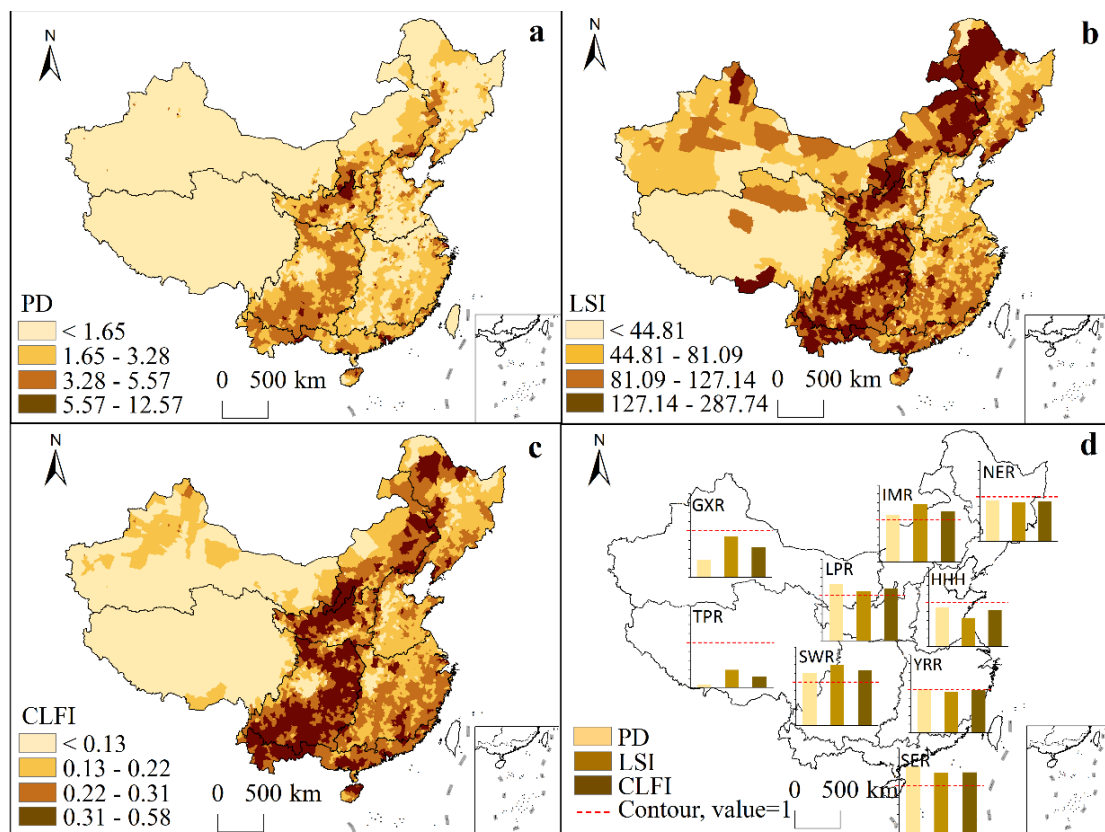 N
a
PD
< 1.65
1.65 - 3.28
3.28 - 5.57
5.57 - 12.57
0 500 km
N
b
LSI
< 44.81
44.81 - 81.09
81.09 - 127.14
127.14 - 287.74
0 500 km
N
c
CLFI
< 0.13
0.13 - 0.22
0.22 - 0.31
0.31 - 0.58
0 500 km
N
d
NER
IMR
GXR
LPR
HHH
TPR
SWR
YRR
SER
PD
LSI
CLFI
Contour, value=1
0 500 km